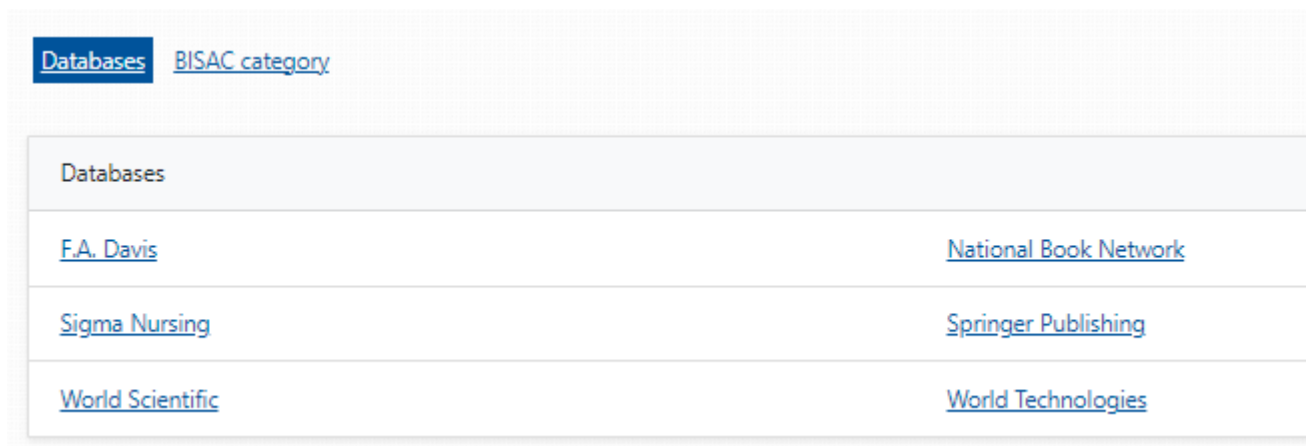 Databases BISAC category
Databases
F.A. Davis National Book Network
Sigma Nursing Springer Publishing
World Scientific World Technologies